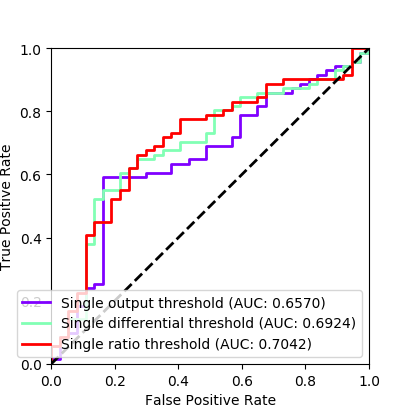 1.0
0.8
0.6
0.4
0.2
0.0
True Positive Rate
Single output threshold (AUC: 0.6570)
Single differential threshold (AUC: 0.6924)
Single ratio threshold (AUC: 0.7042)
0.0 0.2 0.4 0.6 0.8 1.0
False Positive Rate